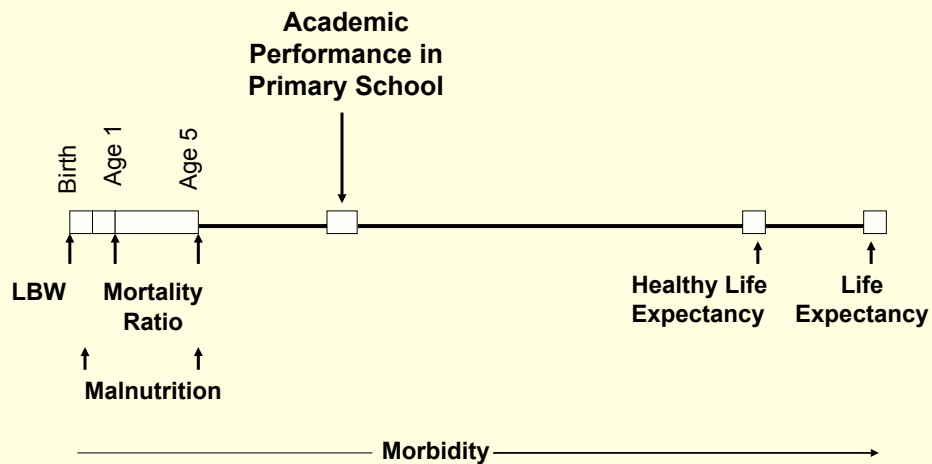 Academic
Performance in
Primary School
Birth
Age 1
Age 5
LBW
Mortality
Ratio
Healthy Life
Expectancy
Life
Expectancy
Malnutrition
Morbidity